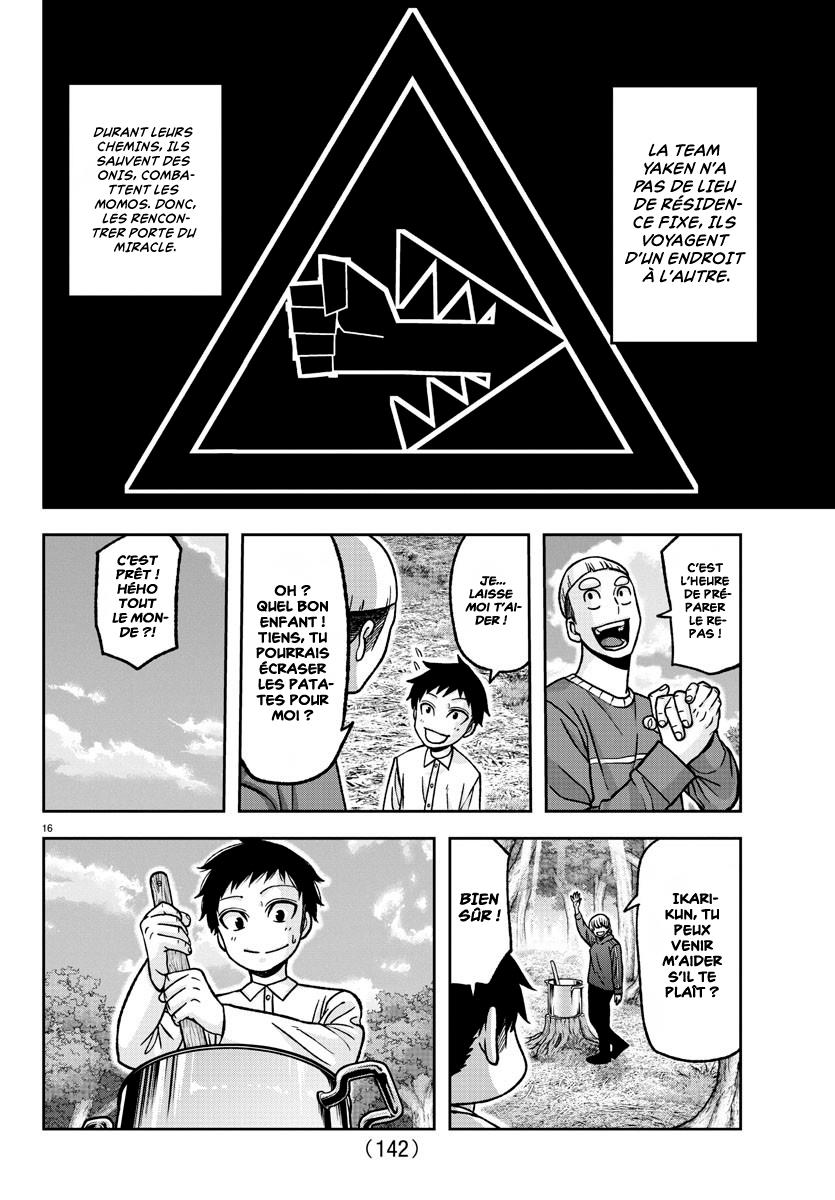 LA TEAM
YAKEN N'A
PAS DE LIEU
DE RÉSIDEN-
CE FIXE, ILS
VOYAGENT
D'UN ENDROIT
À L'AUTRE.
DURANT LEURS
CHEMINS, ILS
SAUVENT DES
ONIS, COMBA-
TTENT LES
MOMOS. DONC,
LES RENCON-
TRER PORTE DU
MIRACLE.
C'EST
L'HEURE
DE PRÉ-
PARER
LE RE-
PAS !
JE...
LAISSE
MOI T'AI-
DER !
OH ?
QUEL BON
ENFANT !
TIENS, TU
POURRAIS
ÉCRASER
LES PATA-
TES POUR
MOI ?
C'EST
PRÊT !
HÉHO
TOUT
LE MON-
DE ?!
16
IKARI-
KUN, TU
PEUX
VENIR
M'AIDER
S'IL TE
PLAÎT ?
BIEN
SÛR !
(142)